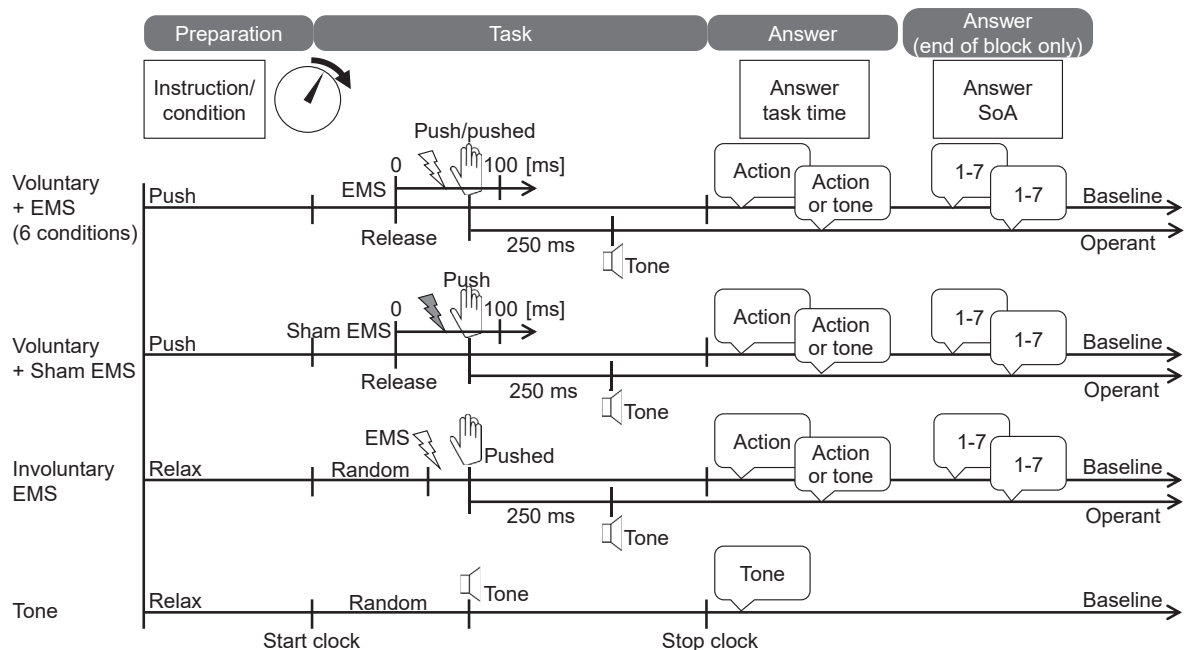 Preparation
Task
Answer
Answer
(end of block only)
Instruction/
condition
Answer
task time
Answer
SoA
Voluntary
+ EMS
(6 conditions)
Push
EMS
0
Push/pushed
100 [ms]
Release
250 ms
Tone
Action
Action
or tone
1-7
1-7
Baseline
Operant
Voluntary
+ Sham EMS
Push
Sham EMS
0
Push
100 [ms]
Release
250 ms
Tone
Action
Action
or tone
1-7
1-7
Baseline
Operant
Involuntary
EMS
Relax
Random
EMS
Pushed
250 ms
Tone
Action
Action
or tone
1-7
1-7
Baseline
Operant
Tone
Relax
Random
Tone
Tone
Baseline
Start clock
Stop clock